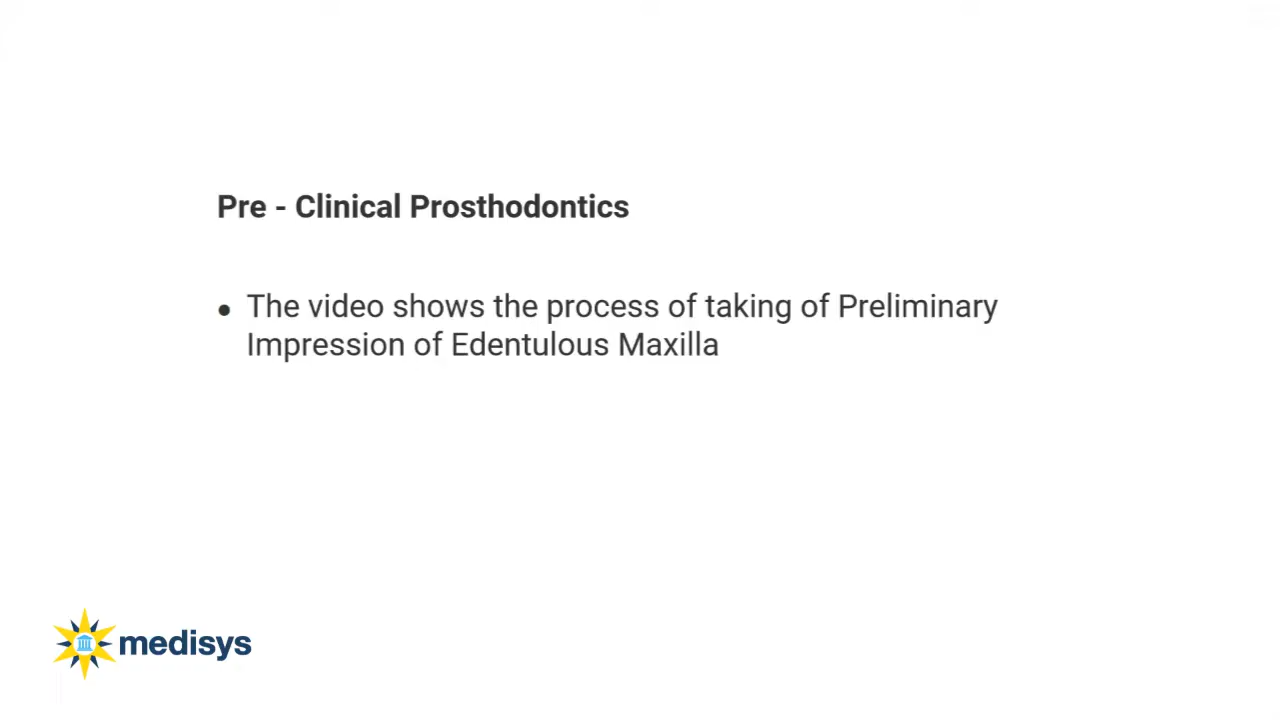 Pre - Clinical Prosthodontics
• The video shows the process of taking of Preliminary
Impression of Edentulous Maxilla
medisys